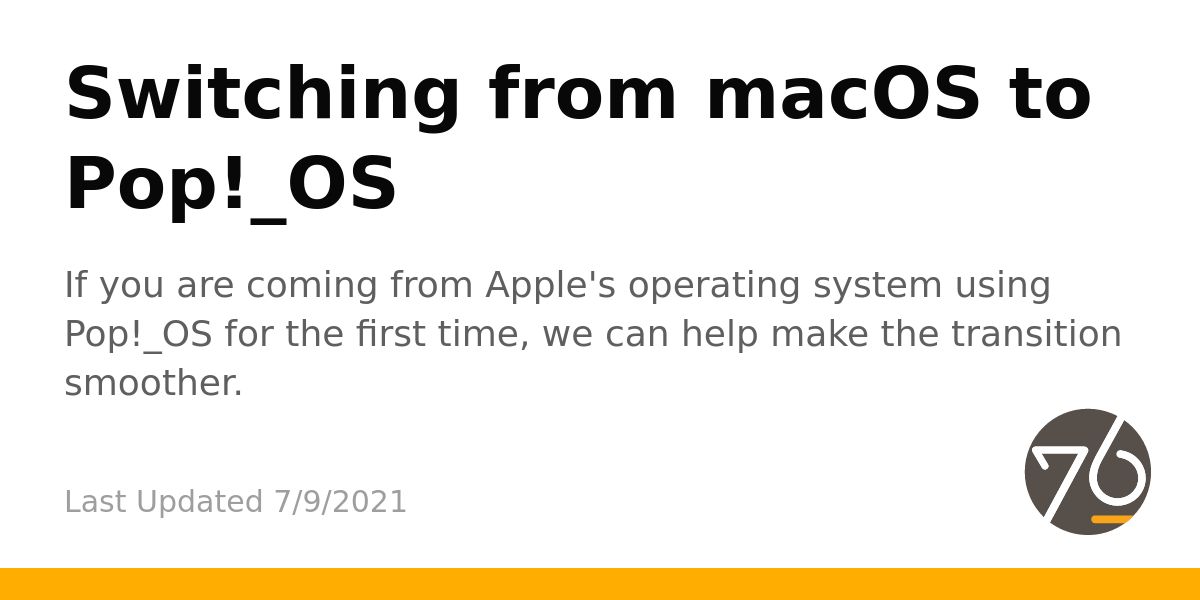 Switching from macOS to
Pop!_OS
If you are coming from Apple's operating system using
Pop!_OS for the first time, we can help make the transition
smoother.
Last Updated 7/9/2021
76